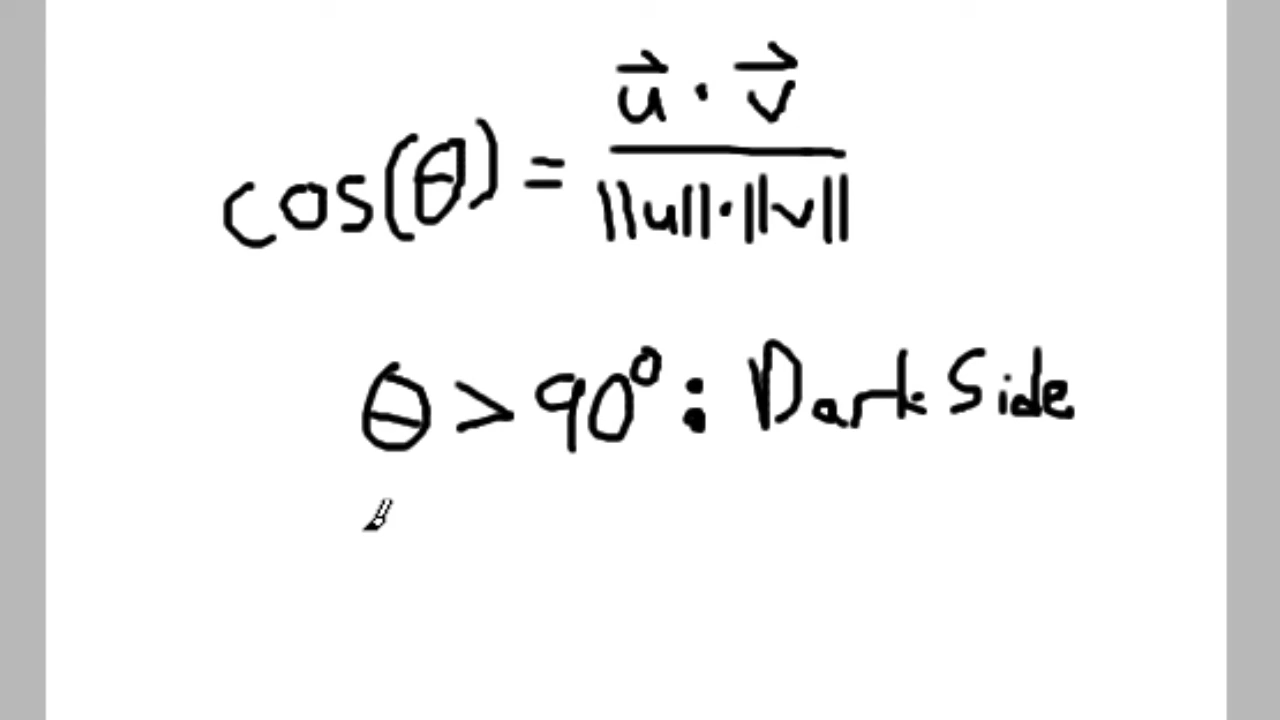 cos(θ) = u⃗ · v⃗ / ||u||·||v||
θ > 90° : Dark Side